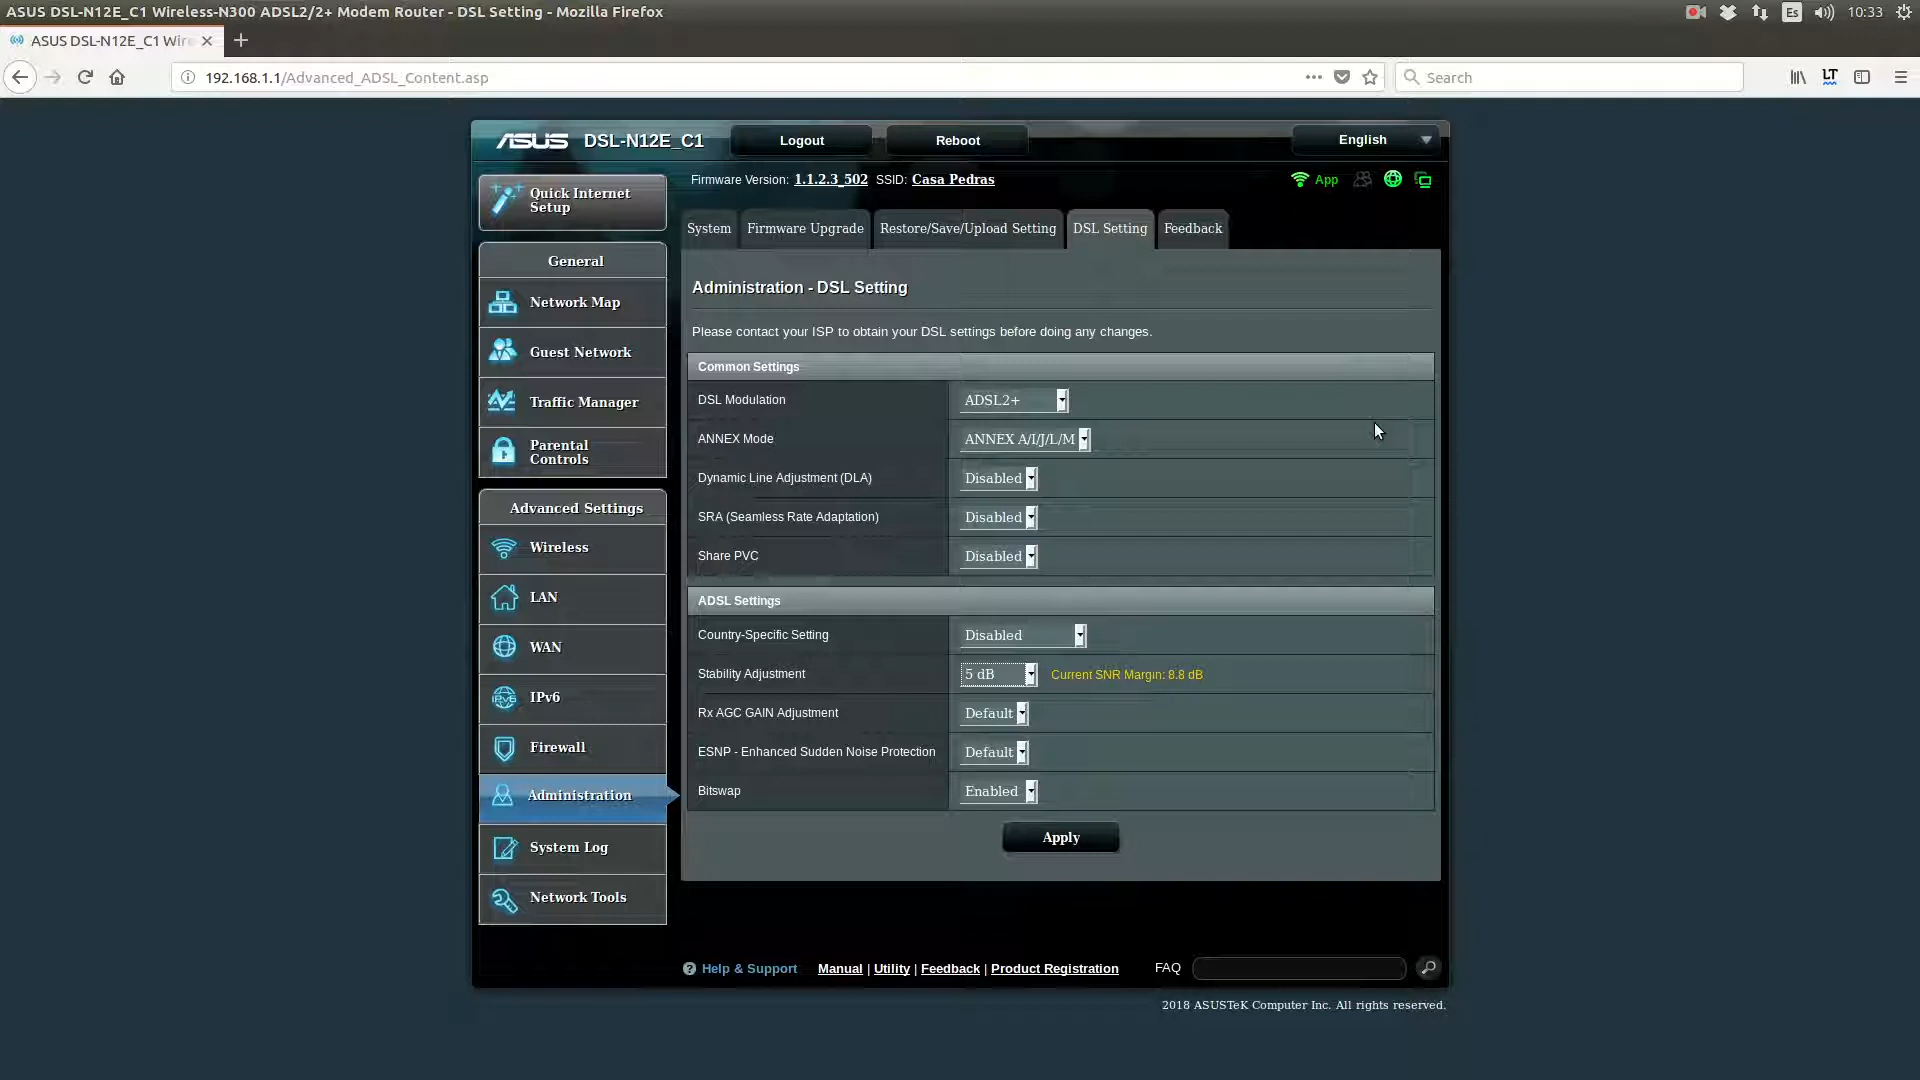 ASUS DSL-N12E_C1 Wireless-N300 ADSL2/2+ Modem Router - DSL Setting - Mozilla Firefox
Es
10:33
ASUS DSL-N12E_C1 Wire
192.168.1.1/Advanced_ADSL_Content.asp
Search
LT
ASUS DSL-N12E_C1
Logout
Reboot
English
Firmware Version: 1.1.2.3_502 SSID: Casa Pedras
App
Quick Internet
Setup
System
Firmware Upgrade
Restore/Save/Upload Setting
DSL Setting
Feedback
General
Network Map
Guest Network
Traffic Manager
Parental
Controls
Advanced Settings
Wireless
LAN
WAN
IPv6
Firewall
Administration
System Log
Network Tools
Administration - DSL Setting
Please contact your ISP to obtain your DSL settings before doing any changes.
Common Settings
DSL Modulation ADSL2+
ANNEX Mode ANNEX A/I/J/L/M
Dynamic Line Adjustment (DLA) Disabled
SRA (Seamless Rate Adaptation) Disabled
Share PVC Disabled
ADSL Settings
Country-Specific Setting Disabled
Stability Adjustment 5 dB Current SNR Margin: 8.8 dB
Rx AGC GAIN Adjustment Default
ESNP - Enhanced Sudden Noise Protection Default
Bitswap Enabled
Apply
Help & Support Manual | Utility | Feedback | Product Registration FAQ
2018 ASUSTeK Computer Inc. All rights reserved.